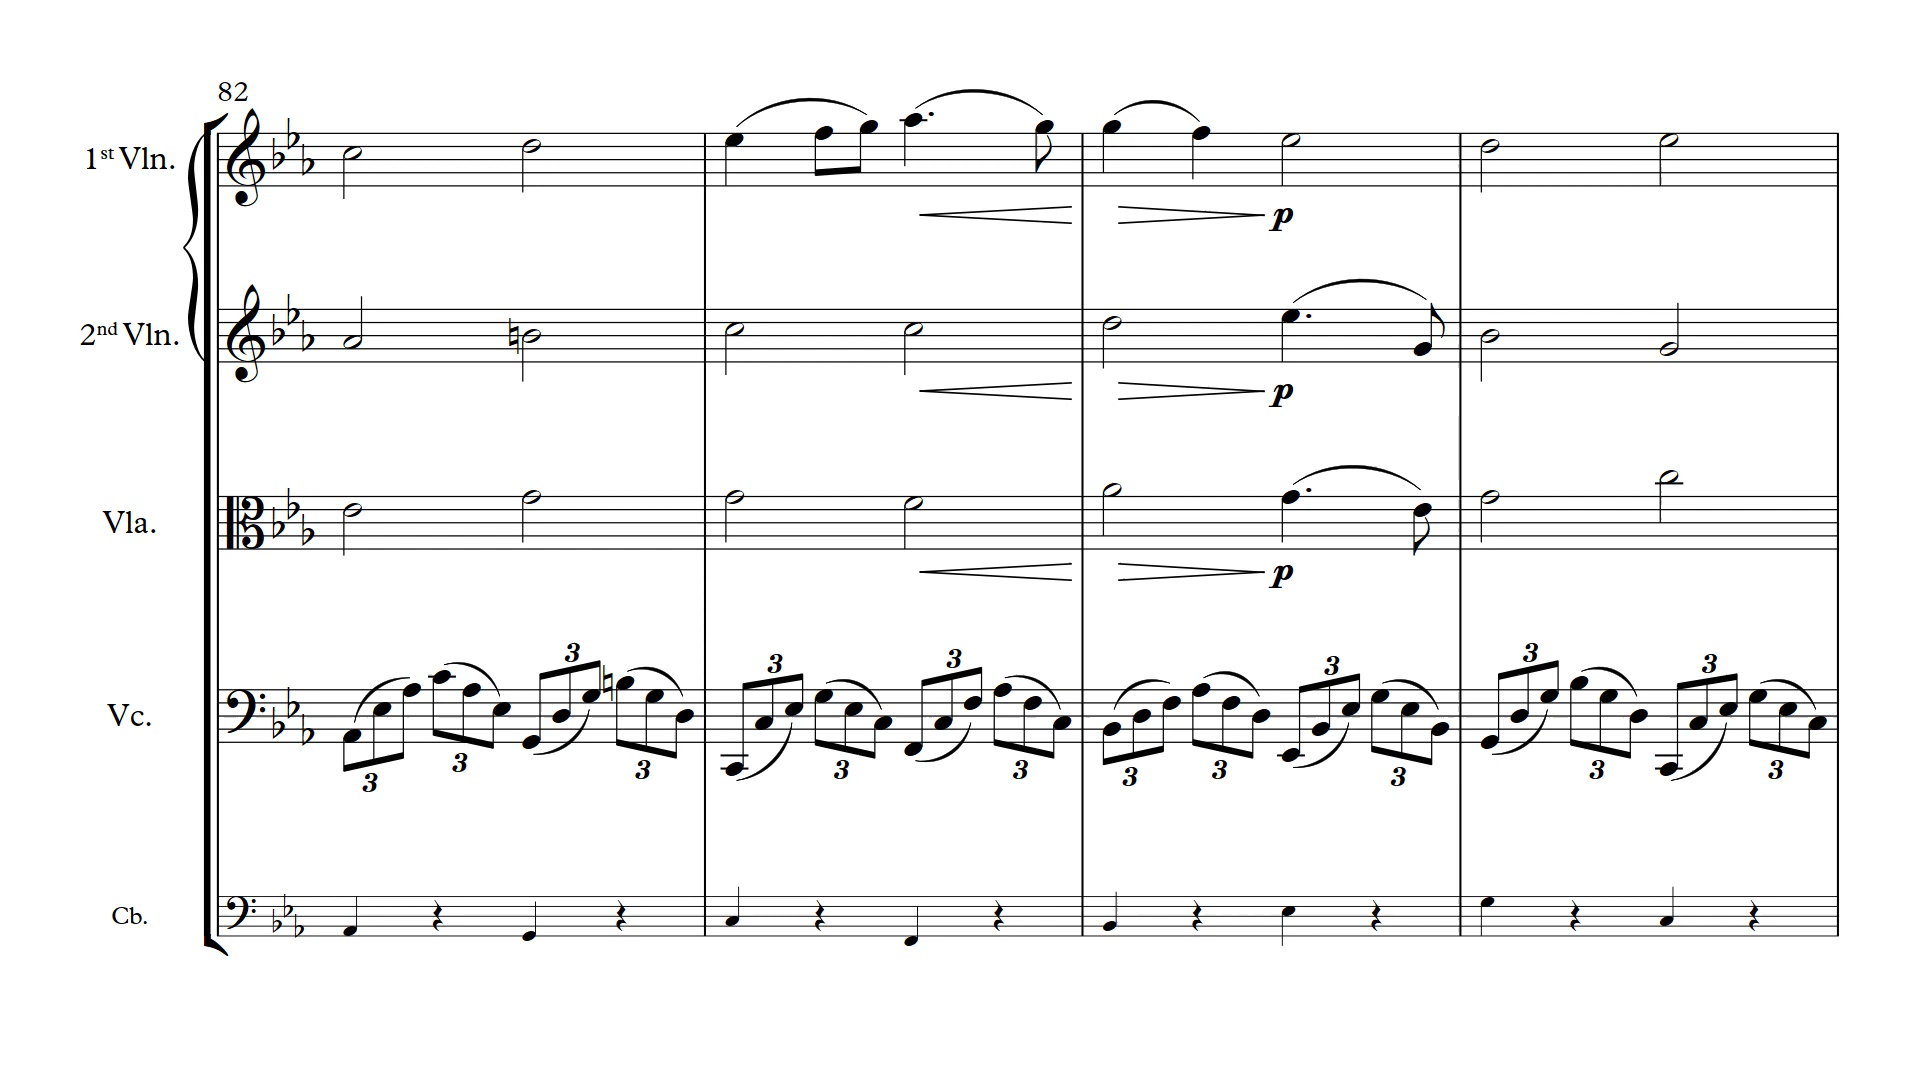 82
1st Vln.
p
2nd Vln.
p
Vla.
p
3 3 3 3 3 3
Vc.
3 3 3 3 3 3 3 3 3
Cb.